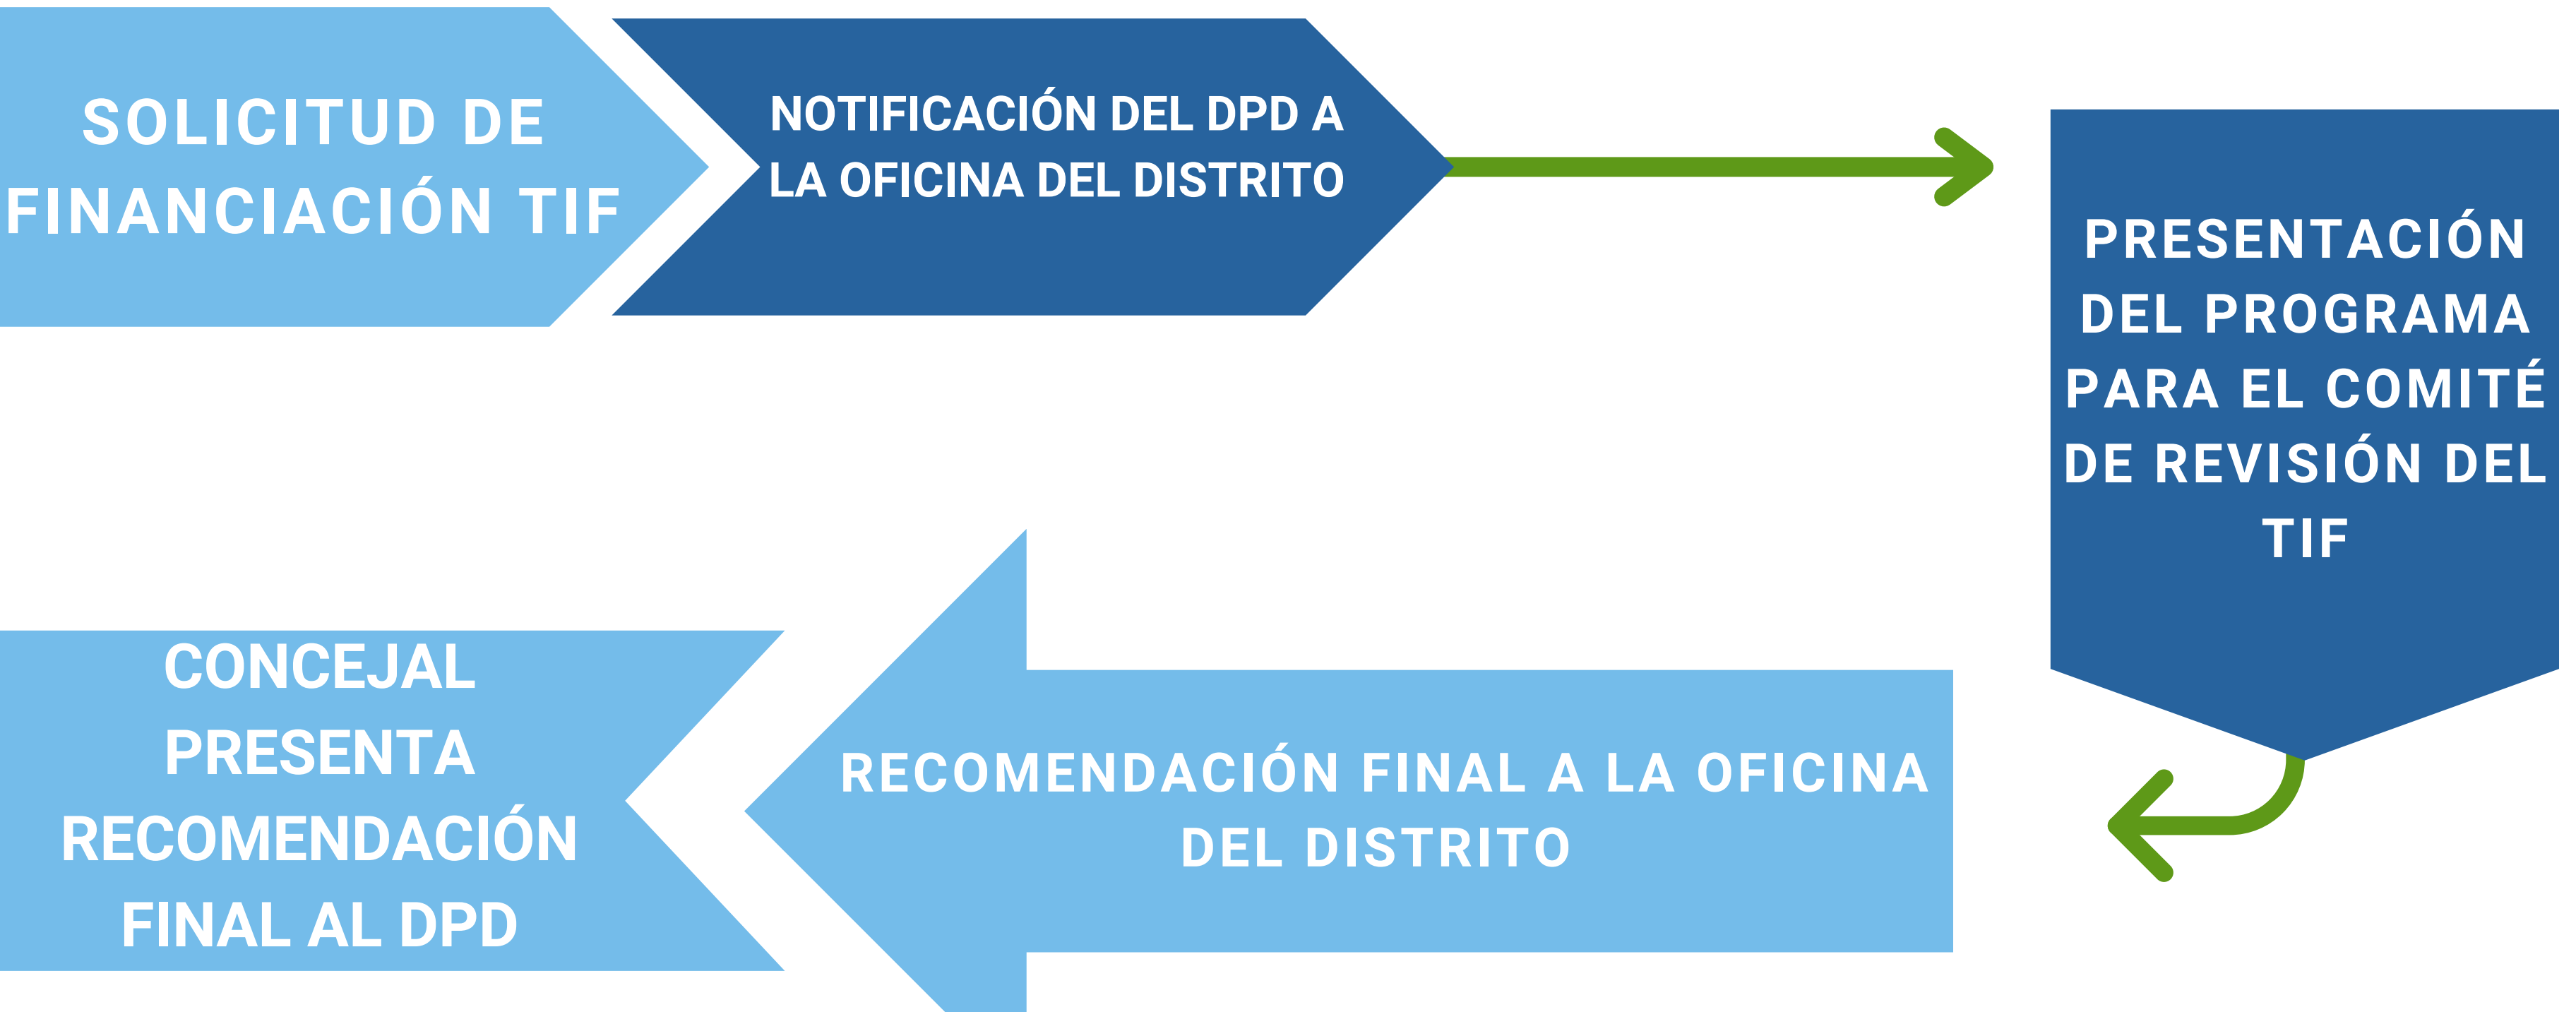 SOLICITUD DE
FINANCIACIÓN TIF
NOTIFICACIÓN DEL DPD A
LA OFICINA DEL DISTRITO
PRESENTACIÓN
DEL PROGRAMA
PARA EL COMITÉ
DE REVISIÓN DEL
TIF
RECOMENDACIÓN FINAL A LA OFICINA
DEL DISTRITO
CONCEJAL
PRESENTA
RECOMENDACIÓN
FINAL AL DPD